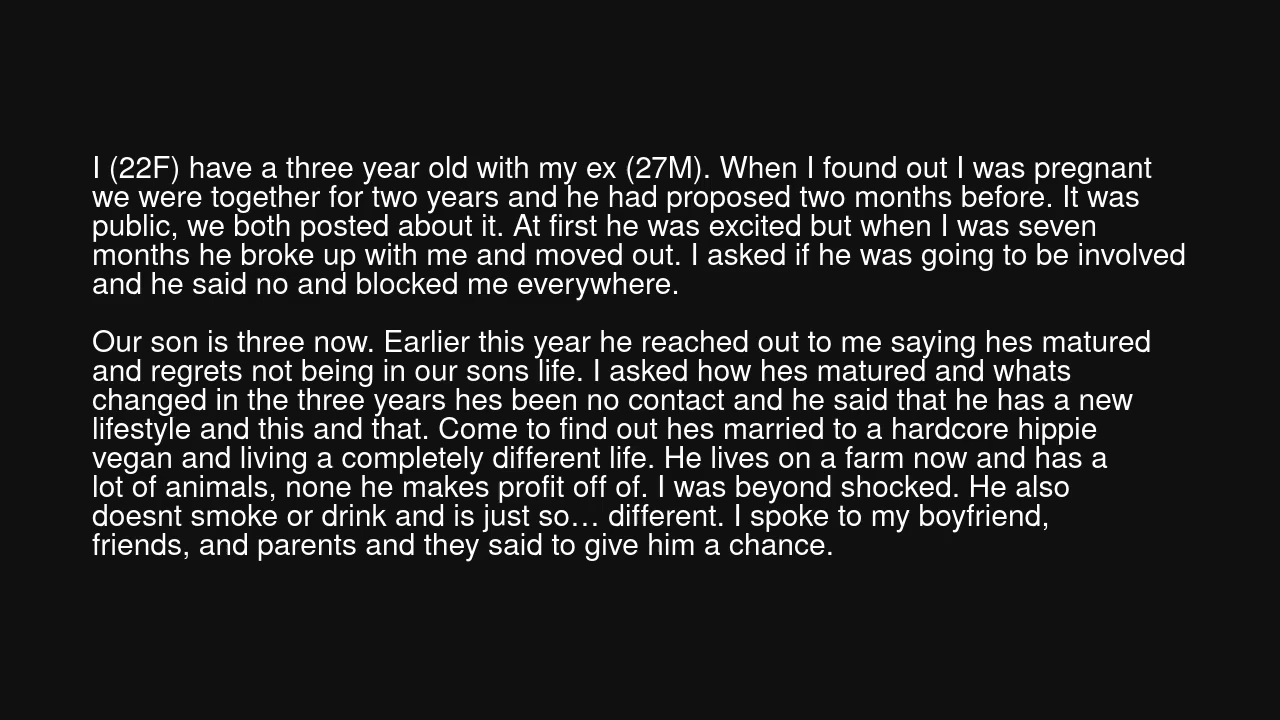 I (22F) have a three year old with my ex (27M). When I found out I was pregnant
we were together for two years and he had proposed two months before. It was
public, we both posted about it. At first he was excited but when I was seven
months he broke up with me and moved out. I asked if he was going to be involved
and he said no and blocked me everywhere.

Our son is three now. Earlier this year he reached out to me saying hes matured
and regrets not being in our sons life. I asked how hes matured and whats
changed in the three years hes been no contact and he said that he has a new
lifestyle and this and that. Come to find out hes married to a hardcore hippie
vegan and living a completely different life. He lives on a farm now and has a
lot of animals, none he makes profit off of. I was beyond shocked. He also
doesnt smoke or drink and is just so… different. I spoke to my boyfriend,
friends, and parents and they said to give him a chance.